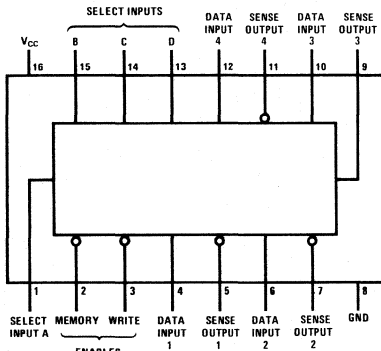 SELECT INPUTS
DATA INPUT 4
SENSE OUTPUT 4
DATA INPUT 3
SENSE OUTPUT 3
VCC
B
C
D
16
15
14
13
12
11
10
9
1
2
3
4
5
6
7
8
SELECT INPUT A
MEMORY
WRITE
DATA INPUT 1
SENSE OUTPUT 1
DATA INPUT 2
SENSE OUTPUT 2
GND
ENABLES